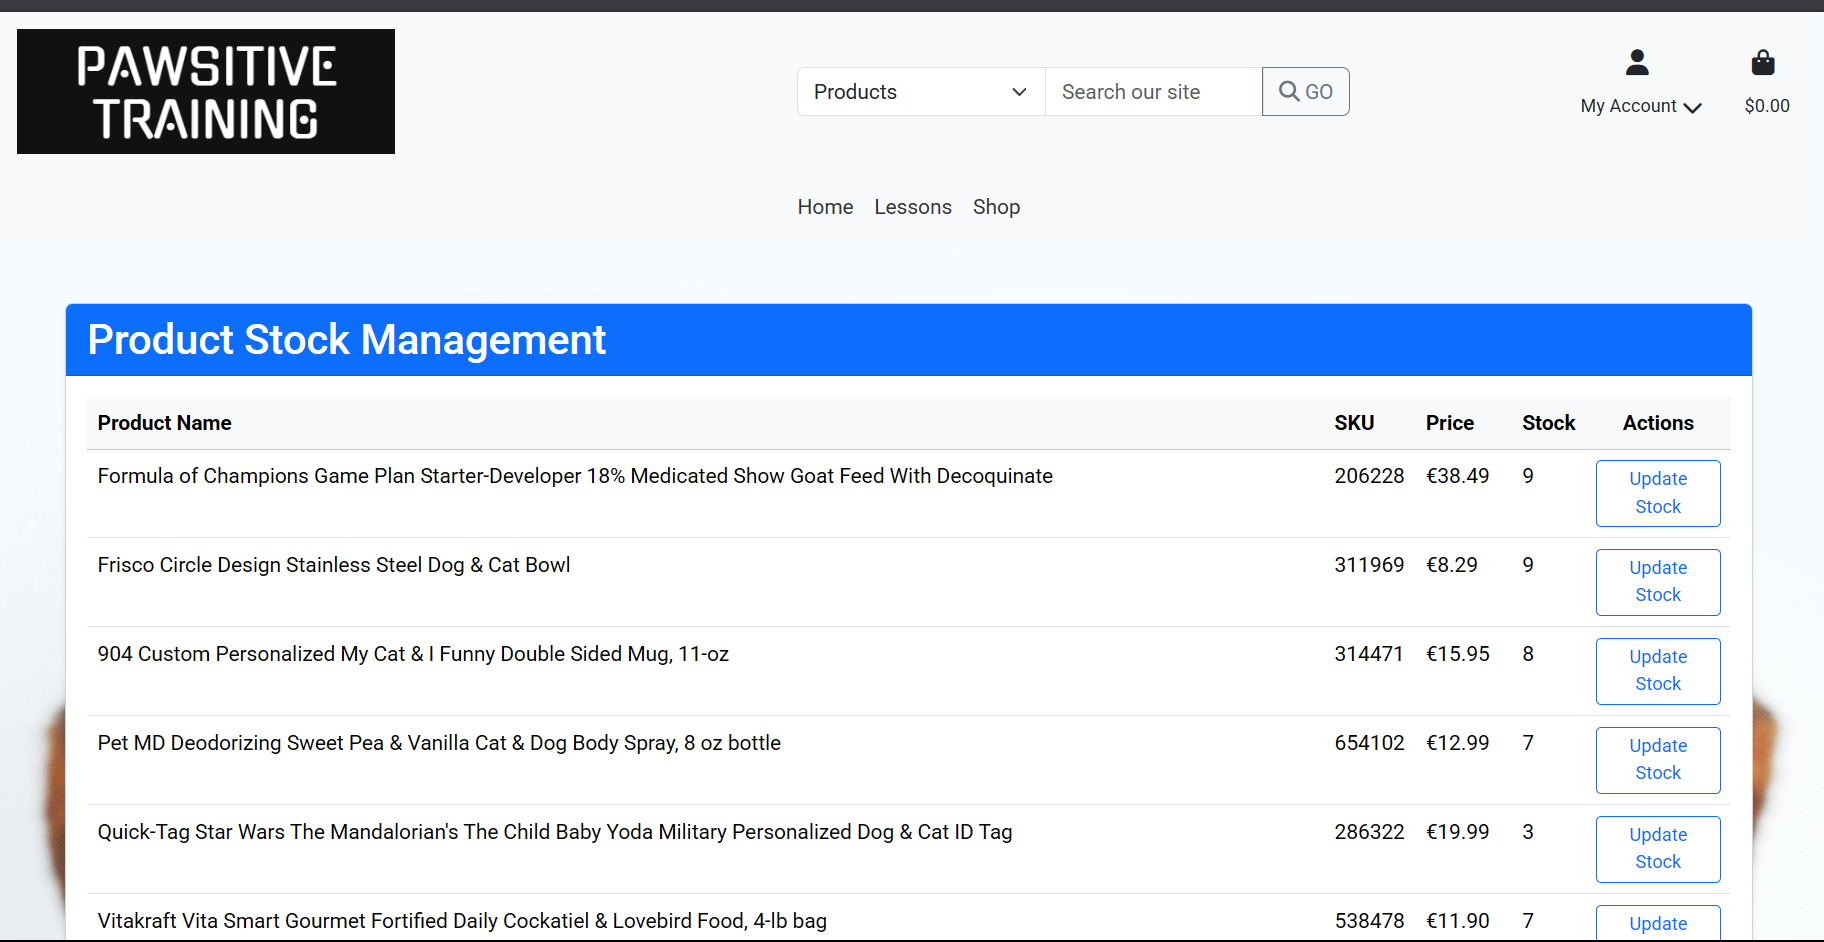 PAWSITIVE
TRAINING
Products
Search our site
GO
My Account
$0.00
Home Lessons Shop
Product Stock Management
Product Name SKU Price Stock Actions
Formula of Champions Game Plan Starter-Developer 18% Medicated Show Goat Feed With Decoquinate 206228 €38.49 9 Update
Stock
Frisco Circle Design Stainless Steel Dog & Cat Bowl 311969 €8.29 9 Update
Stock
904 Custom Personalized My Cat & I Funny Double Sided Mug, 11-oz 314471 €15.95 8 Update
Stock
Pet MD Deodorizing Sweet Pea & Vanilla Cat & Dog Body Spray, 8 oz bottle 654102 €12.99 7 Update
Stock
Quick-Tag Star Wars The Mandalorian's The Child Baby Yoda Military Personalized Dog & Cat ID Tag 286322 €19.99 3 Update
Stock
Vitakraft Vita Smart Gourmet Fortified Daily Cockatiel & Lovebird Food, 4-lb bag 538478 €11.90 7 Update